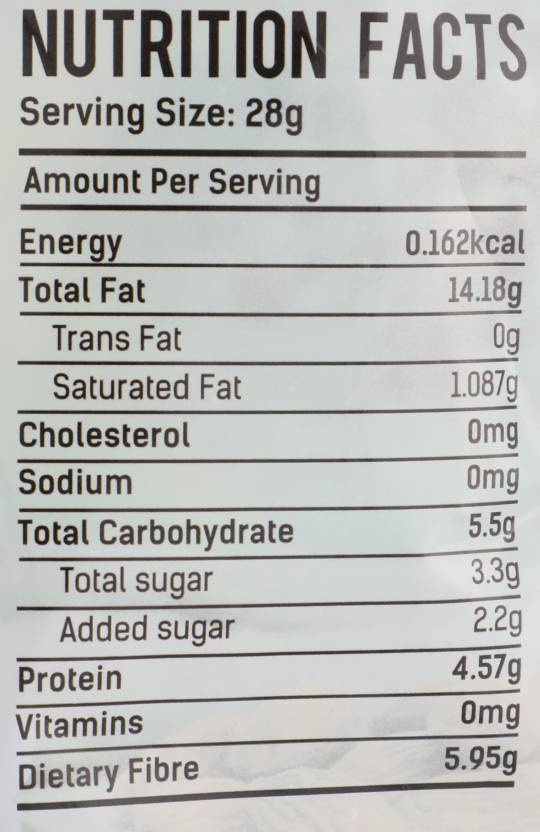 NUTRITION FACTS
Serving Size: 28g
Amount Per Serving
Energy 0.162kcal
Total Fat 14.18g
Trans Fat 0g
Saturated Fat 1.087g
Cholesterol 0mg
Sodium 0mg
Total Carbohydrate 5.5g
Total sugar 3.3g
Added sugar 2.2g
Protein 4.57g
Vitamins 0mg
Dietary Fibre 5.95g